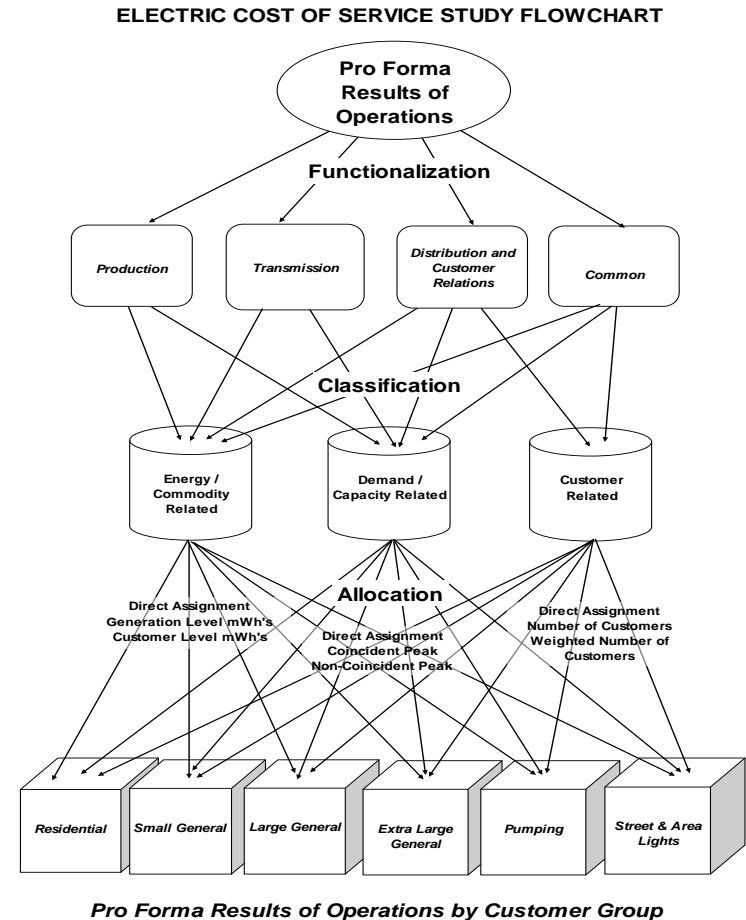 ELECTRIC COST OF SERVICE STUDY FLOWCHART
Pro Forma
Results of
Operations
Functionalization
Production
Transmission
Distribution and
Customer
Relations
Common
Classification
Energy /
Commodity
Related
Demand /
Capacity Related
Customer
Related
Allocation
Direct Assignment
Generation Level mWh's
Customer Level mWh's
Direct Assignment
Coincident Peak
Non-Coincident Peak
Direct Assignment
Number of Customers
Weighted Number of
Customers
Residential
Small General
Large General
Extra Large
General
Pumping
Street & Area
Lights
Pro Forma Results of Operations by Customer Group